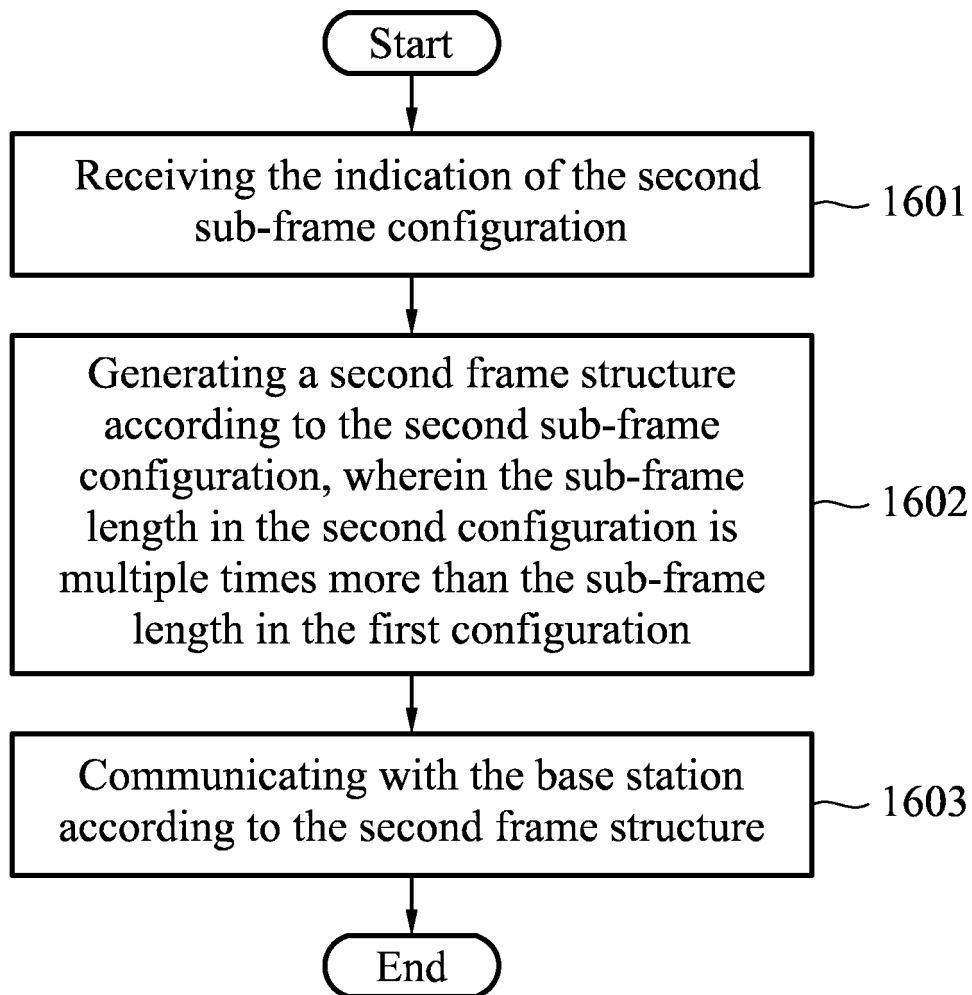 Start
Receiving the indication of the second
sub-frame configuration
1601
Generating a second frame structure
according to the second sub-frame
configuration, wherein the sub-frame
length in the second configuration is
multiple times more than the sub-frame
length in the first configuration
1602
Communicating with the base station
according to the second frame structure
1603
End